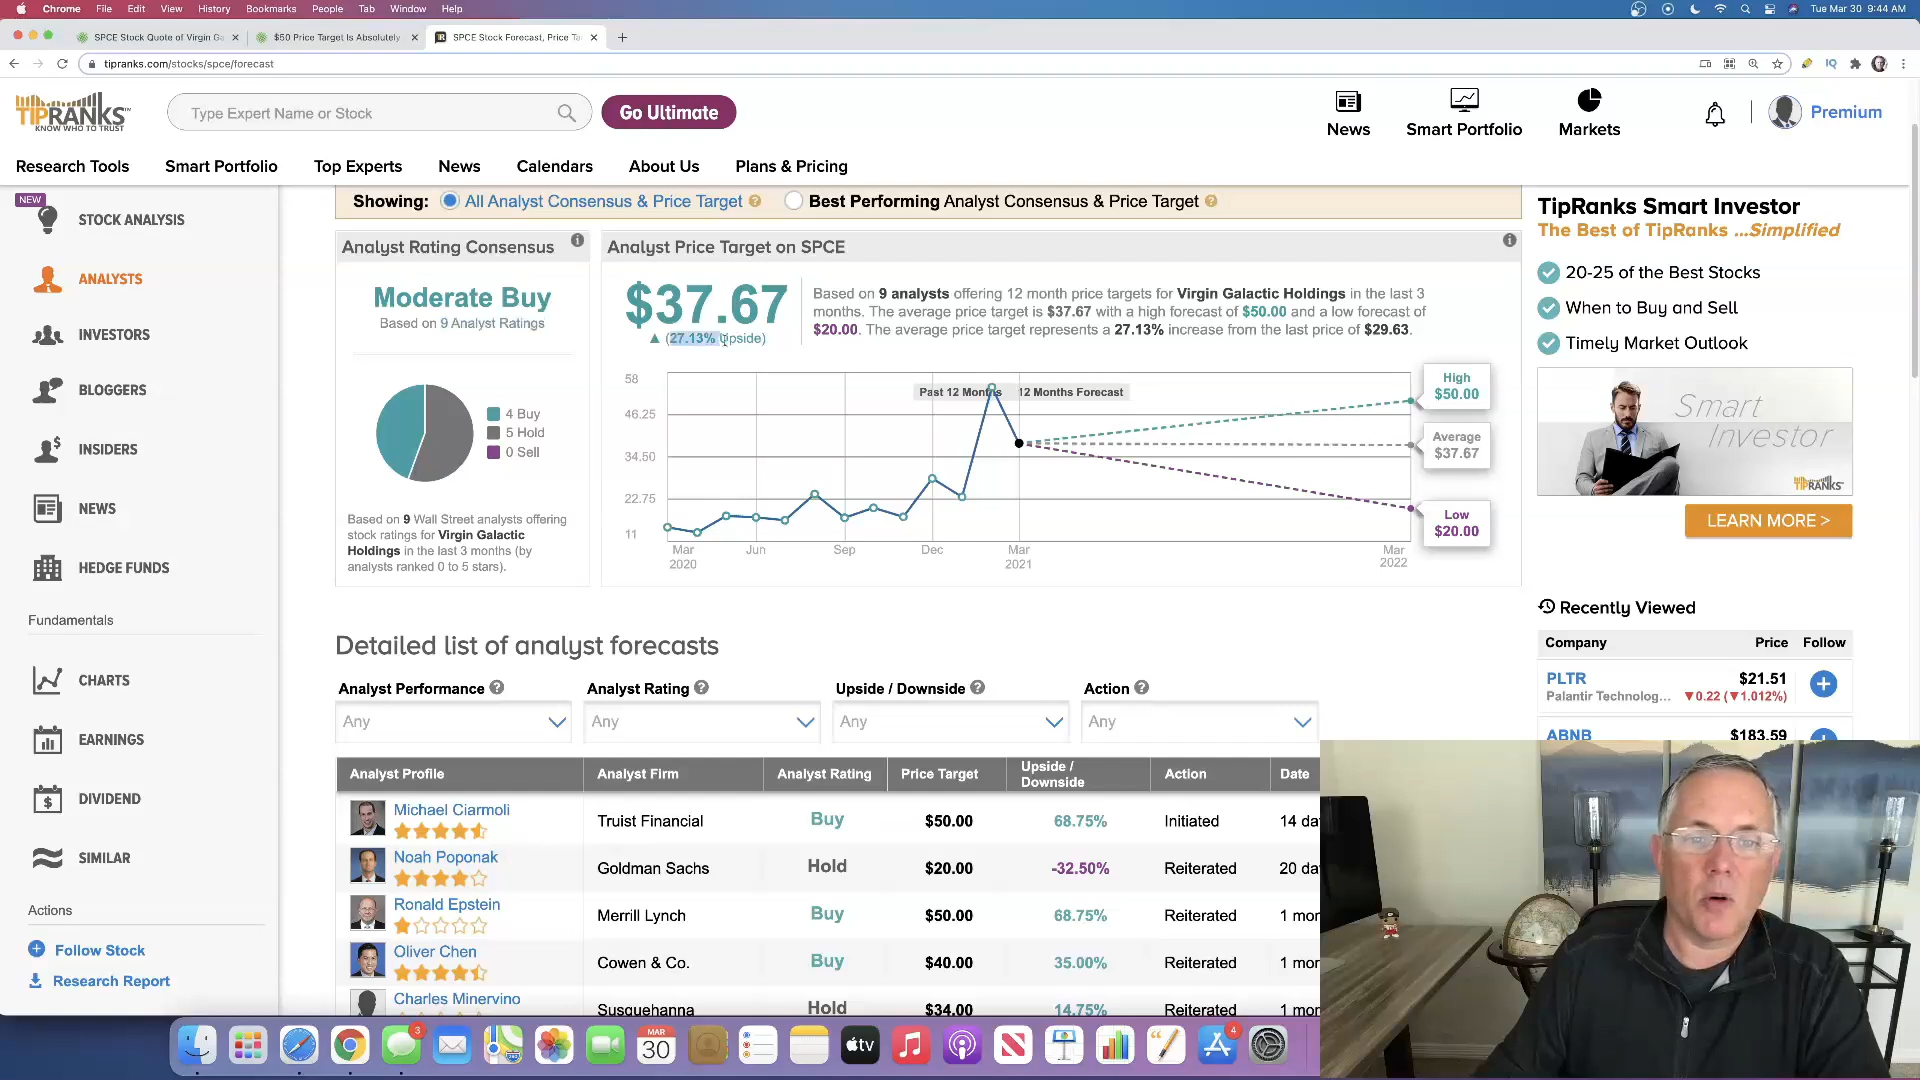 Chrome File Edit View History Bookmarks People Tab Window Help
Tue Mar 30 9:44 AM
SPCE Stock Quote of Virgin Ga
$50 Price Target Is Absolutely
SPCE Stock Forecast, Price Ta
tipranks.com/stocks/spce/forecast
TIPRANKS™
KNOW WHO TO TRUST
Type Expert Name or Stock
Go Ultimate
News
Smart Portfolio
Markets
Premium
Research Tools Smart Portfolio Top Experts News Calendars About Us Plans & Pricing
NEW
STOCK ANALYSIS
ANALYSTS
INVESTORS
BLOGGERS
INSIDERS
NEWS
HEDGE FUNDS
Fundamentals
CHARTS
EARNINGS
DIVIDEND
SIMILAR
Actions
Follow Stock
Research Report
Showing: All Analyst Consensus & Price Target Best Performing Analyst Consensus & Price Target
Analyst Rating Consensus
Moderate Buy
Based on 9 Analyst Ratings
4 Buy
5 Hold
0 Sell
Based on 9 Wall Street analysts offering
stock ratings for Virgin Galactic
Holdings in the last 3 months (by
analysts ranked 0 to 5 stars).
Analyst Price Target on SPCE
$37.67
▲ (27.13% Upside)
Based on 9 analysts offering 12 month price targets for Virgin Galactic Holdings in the last 3
months. The average price target is $37.67 with a high forecast of $50.00 and a low forecast of
$20.00. The average price target represents a 27.13% increase from the last price of $29.63.
58
46.25
34.50
22.75
11
Past 12 Months
12 Months Forecast
High
$50.00
Average
$37.67
Low
$20.00
Mar
2020
Jun
Sep
Dec
Mar
2021
Mar
2022
Detailed list of analyst forecasts
Analyst Performance Analyst Rating Upside / Downside Action
Any Any Any Any
Analyst Profile Analyst Firm Analyst Rating Price Target Upside / Downside Action Date
Michael Ciarmoli Truist Financial Buy $50.00 68.75% Initiated 14 da
Noah Poponak Goldman Sachs Hold $20.00 -32.50% Reiterated 20 da
Ronald Epstein Merrill Lynch Buy $50.00 68.75% Reiterated 1 mon
Oliver Chen Cowen & Co. Buy $40.00 35.00% Reiterated 1 mon
Charles Minervino Susquehanna Hold $34.00 14.75% Reiterated 1 mon
TipRanks Smart Investor
The Best of TipRanks ...Simplified
20-25 of the Best Stocks
When to Buy and Sell
Timely Market Outlook
Smart
Investor
TIPRANKS
LEARN MORE >
Recently Viewed
Company Price Follow
PLTR $21.51
Palantir Technolog... ▼0.22 (▼1.012%)
ABNB $183.59
3
MAR
30
tv
4